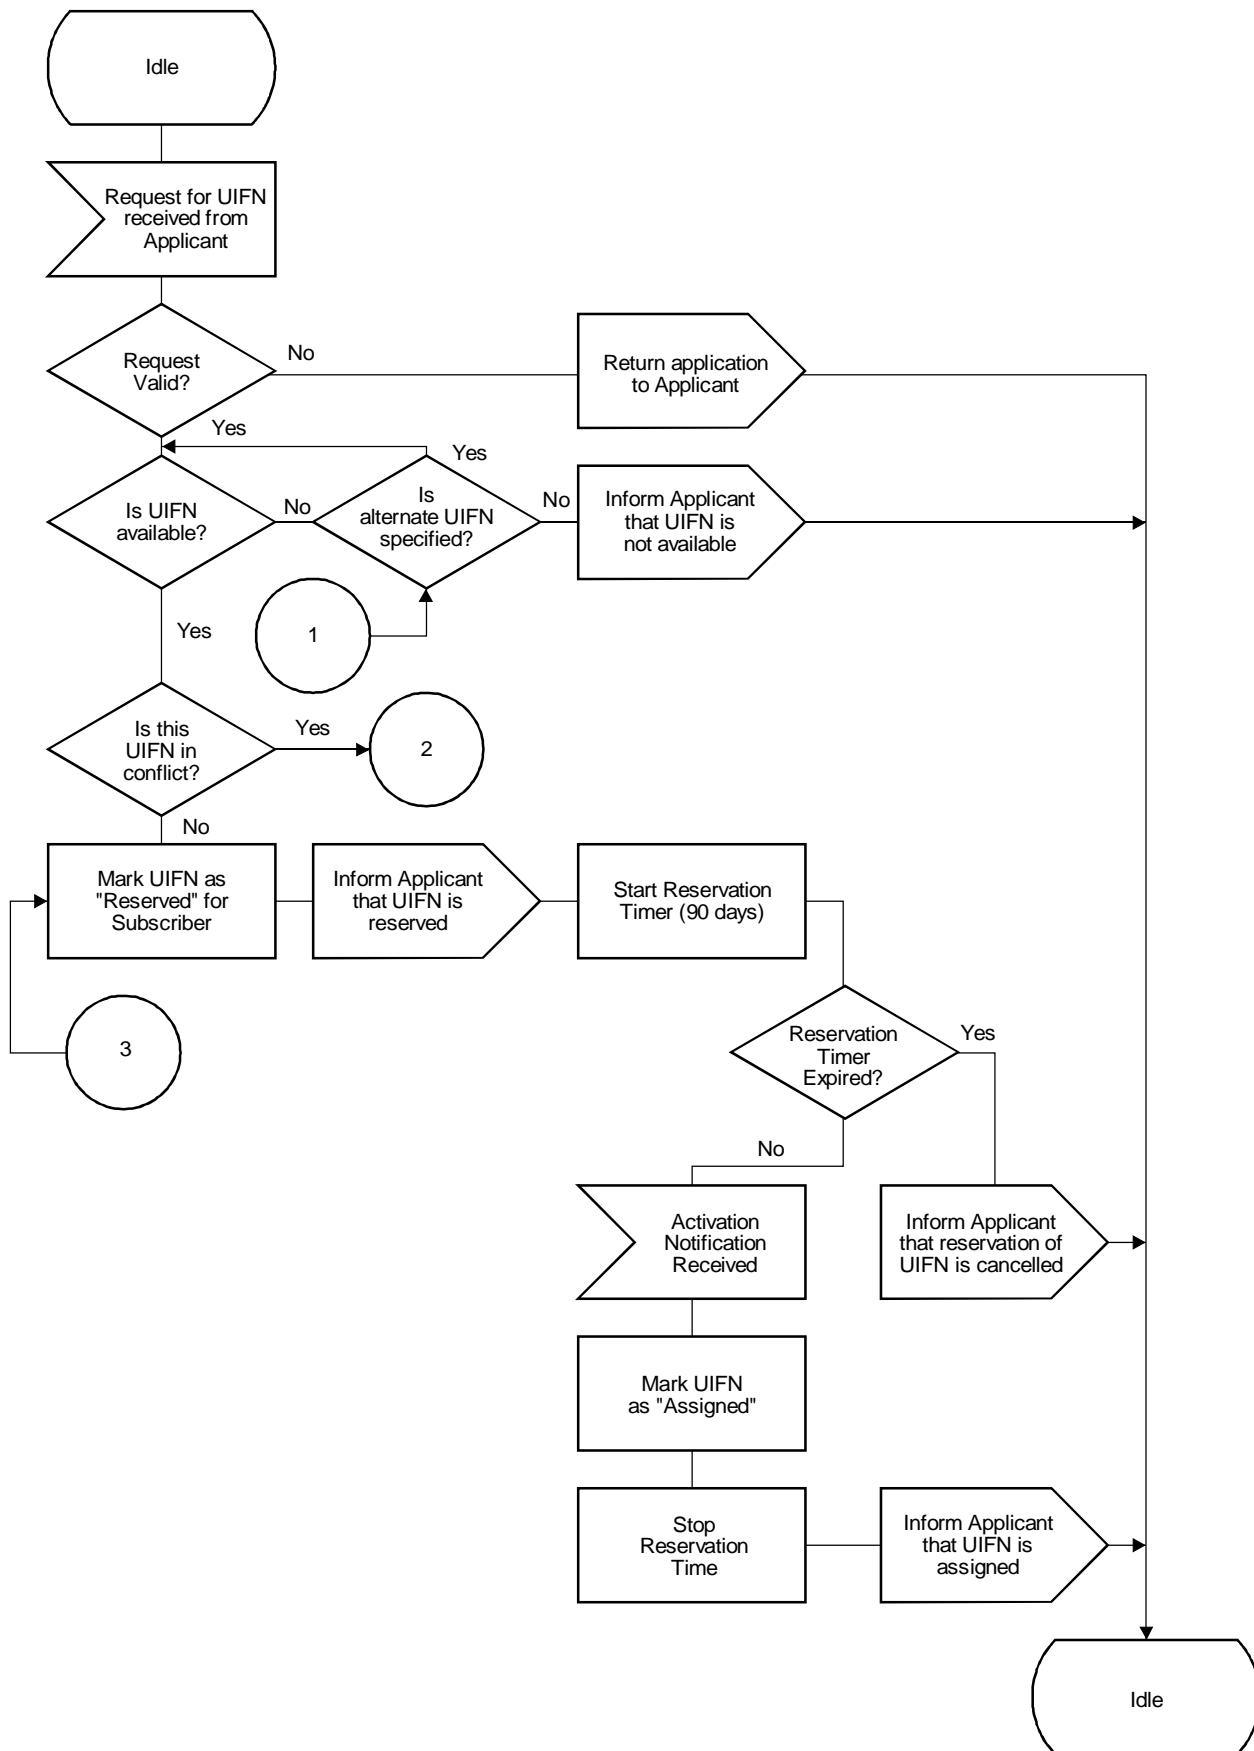 Idle
Request for UIFN
received from
Applicant
Request
Valid?
No
Return application
to Applicant
Yes
Yes
Is UIFN
available?
No
Is
alternate UIFN
specified?
No
Inform Applicant
that UIFN is
not available
Yes
1
Is this
UIFN in
conflict?
Yes
2
No
Mark UIFN as
"Reserved" for
Subscriber
Inform Applicant
that UIFN is
reserved
Start Reservation
Timer (90 days)
3
Reservation
Timer
Expired?
Yes
No
Activation
Notification
Received
Inform Applicant
that reservation of
UIFN is cancelled
Mark UIFN
as "Assigned"
Stop
Reservation
Time
Inform Applicant
that UIFN is
assigned
Idle